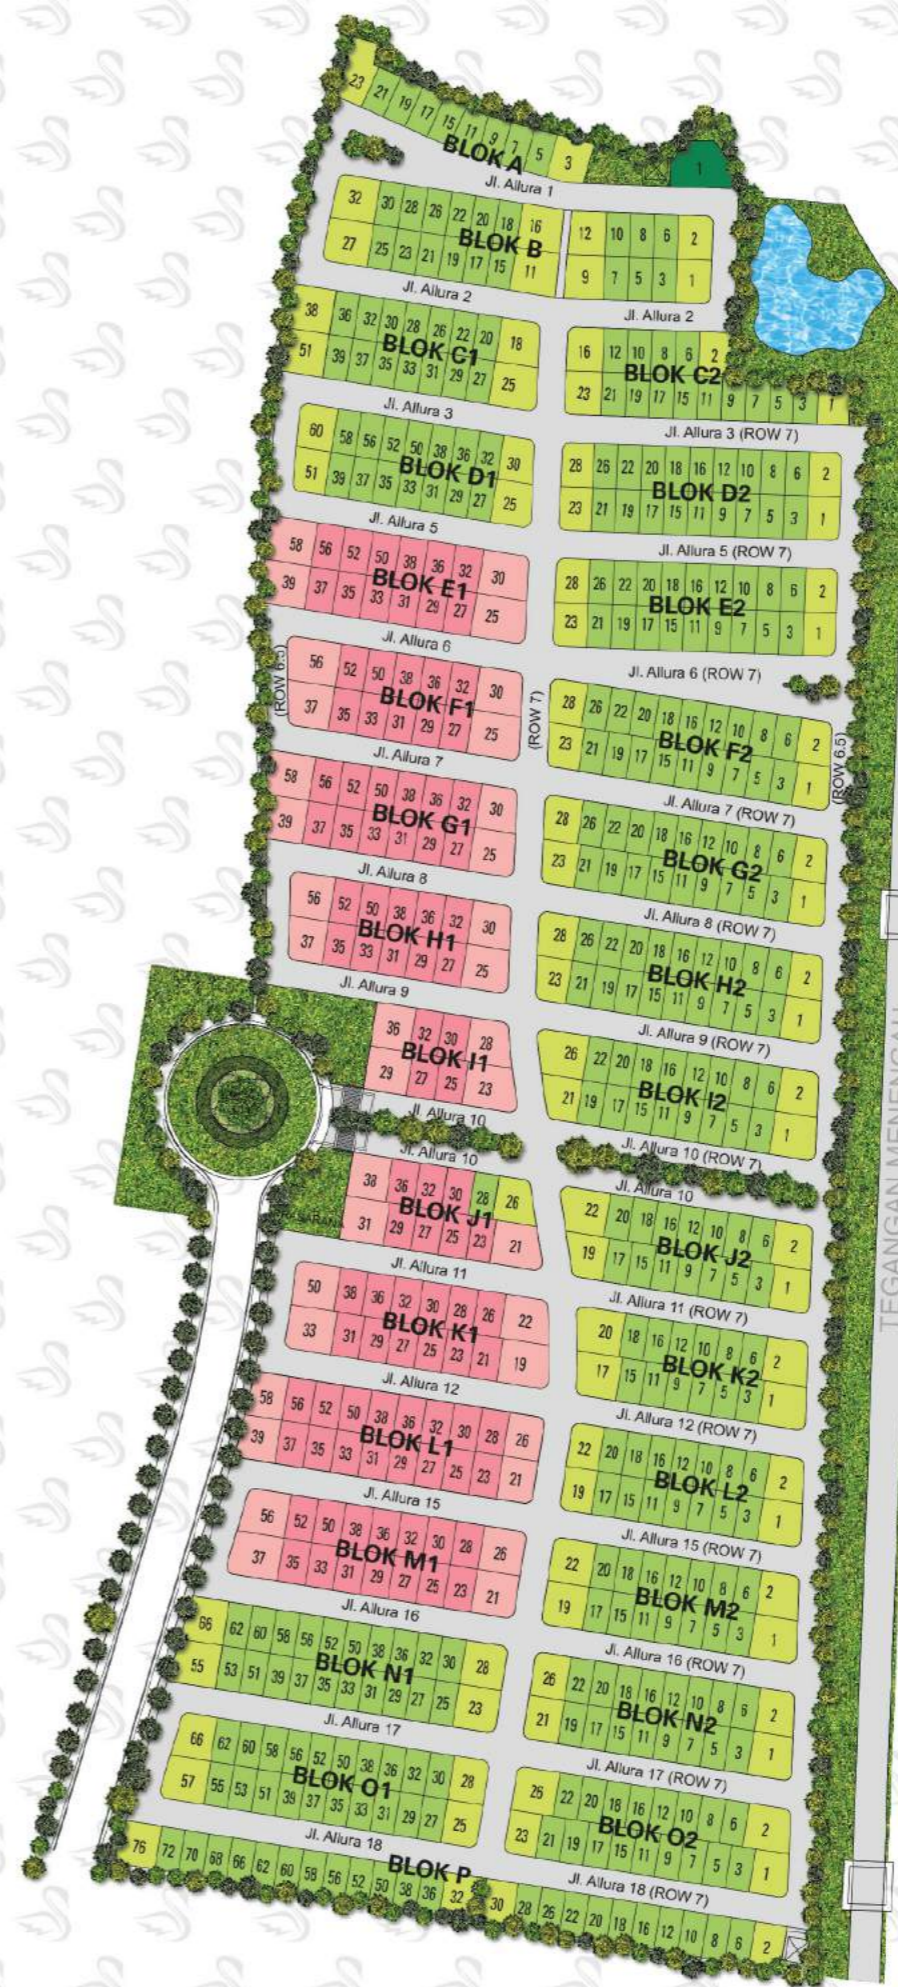 23 21 19 17 15 11 9 7 5 3
BLOK A
1
Jl. Allura 1
32 30 28 26 22 20 18 16
BLOK B
27 25 23 21 19 17 15 11
12 10 8 6 2
9 7 5 3 1
Jl. Allura 2
Jl. Allura 2
38 36 32 30 28 26 22 20 18
BLOK C1
51 39 37 35 33 31 29 27 25
16 12 10 8 6 2
BLOK C2
23 21 19 17 15 11 9 7 5 3 1
Jl. Allura 3
Jl. Allura 3 (ROW 7)
60 58 56 52 50 38 36 32 30
BLOK D1
51 39 37 35 33 31 29 27 25
28 26 22 20 18 16 12 10 8 6 2
BLOK D2
23 21 19 17 15 11 9 7 5 3 1
Jl. Allura 5
Jl. Allura 5 (ROW 7)
58 56 52 50 38 36 32 30
BLOK E1
39 37 35 33 31 29 27 25
28 26 22 20 18 16 12 10 8 6 2
BLOK E2
23 21 19 17 15 11 9 7 5 3 1
Jl. Allura 6
Jl. Allura 6 (ROW 7)
(ROW 6.5)
56 52 50 38 36 32 30
BLOK F1
37 35 33 31 29 27 25
(ROW 7)
28 26 22 20 18 16 12 10 8 6 2
BLOK F2
23 21 19 17 15 11 9 7 5 3 1
(ROW 6.5)
Jl. Allura 7
Jl. Allura 7 (ROW 7)
58 56 52 50 38 36 32 30
BLOK G1
39 37 35 33 31 29 27 25
28 26 22 20 18 16 12 10 8 6 2
BLOK G2
23 21 19 17 15 11 9 7 5 3 1
Jl. Allura 8
Jl. Allura 8 (ROW 7)
56 52 50 38 36 32 30
BLOK H1
37 35 33 31 29 27 25
28 26 22 20 18 16 12 10 8 6 2
BLOK H2
23 21 19 17 15 11 9 7 5 3 1
Jl. Allura 9
Jl. Allura 9 (ROW 7)
36 32 30 28
BLOK I1
29 27 25 23
26 22 20 18 16 12 10 8 6 2
BLOK I2
21 19 17 15 11 9 7 5 3 1
TEGANGAN MENENGAH
Jl. Allura 10
Jl. Allura 10 (ROW 7)
Jl. Allura 10
Jl. Allura 10
38 36 32 30 28 26
BLOK J1
31 29 27 25 23 21
22 20 18 16 12 10 8 6 2
BLOK J2
19 17 15 11 9 7 5 3 1
Jl. Allura 11
Jl. Allura 11 (ROW 7)
50 38 36 32 30 28 26 22
BLOK K1
33 31 29 27 25 23 21 19
20 18 16 12 10 8 6 2
BLOK K2
17 15 11 9 7 5 3 1
Jl. Allura 12
Jl. Allura 12 (ROW 7)
58 56 52 50 38 36 32 30 28 26
BLOK L1
39 37 35 33 31 29 27 25 23 21
22 20 18 16 12 10 8 6 2
BLOK L2
19 17 15 11 9 7 5 3 1
Jl. Allura 15
Jl. Allura 15 (ROW 7)
56 52 50 38 36 32 30 28 26
BLOK M1
37 35 33 31 29 27 25 23 21
22 20 18 16 12 10 8 6 2
BLOK M2
19 17 15 11 9 7 5 3 1
Jl. Allura 16
Jl. Allura 16 (ROW 7)
66 62 60 58 56 52 50 38 36 32 30 28
BLOK N1
55 53 51 39 37 35 33 31 29 27 25 23
26 22 20 18 16 12 10 8 6 2
BLOK N2
21 19 17 15 11 9 7 5 3 1
Jl. Allura 17
Jl. Allura 17 (ROW 7)
66 62 60 58 56 52 50 38 36 32 30 28
BLOK O1
57 55 53 51 39 37 35 33 31 29 27 25
26 22 20 18 16 12 10 8 6 2
BLOK O2
23 21 19 17 15 11 9 7 5 3 1
Jl. Allura 18
Jl. Allura 18 (ROW 7)
BLOK P
76 72 70 68 66 62 60 58 56 52 50 38 36 32 30 28 26 22 20 18 16 12 10 8 6 2